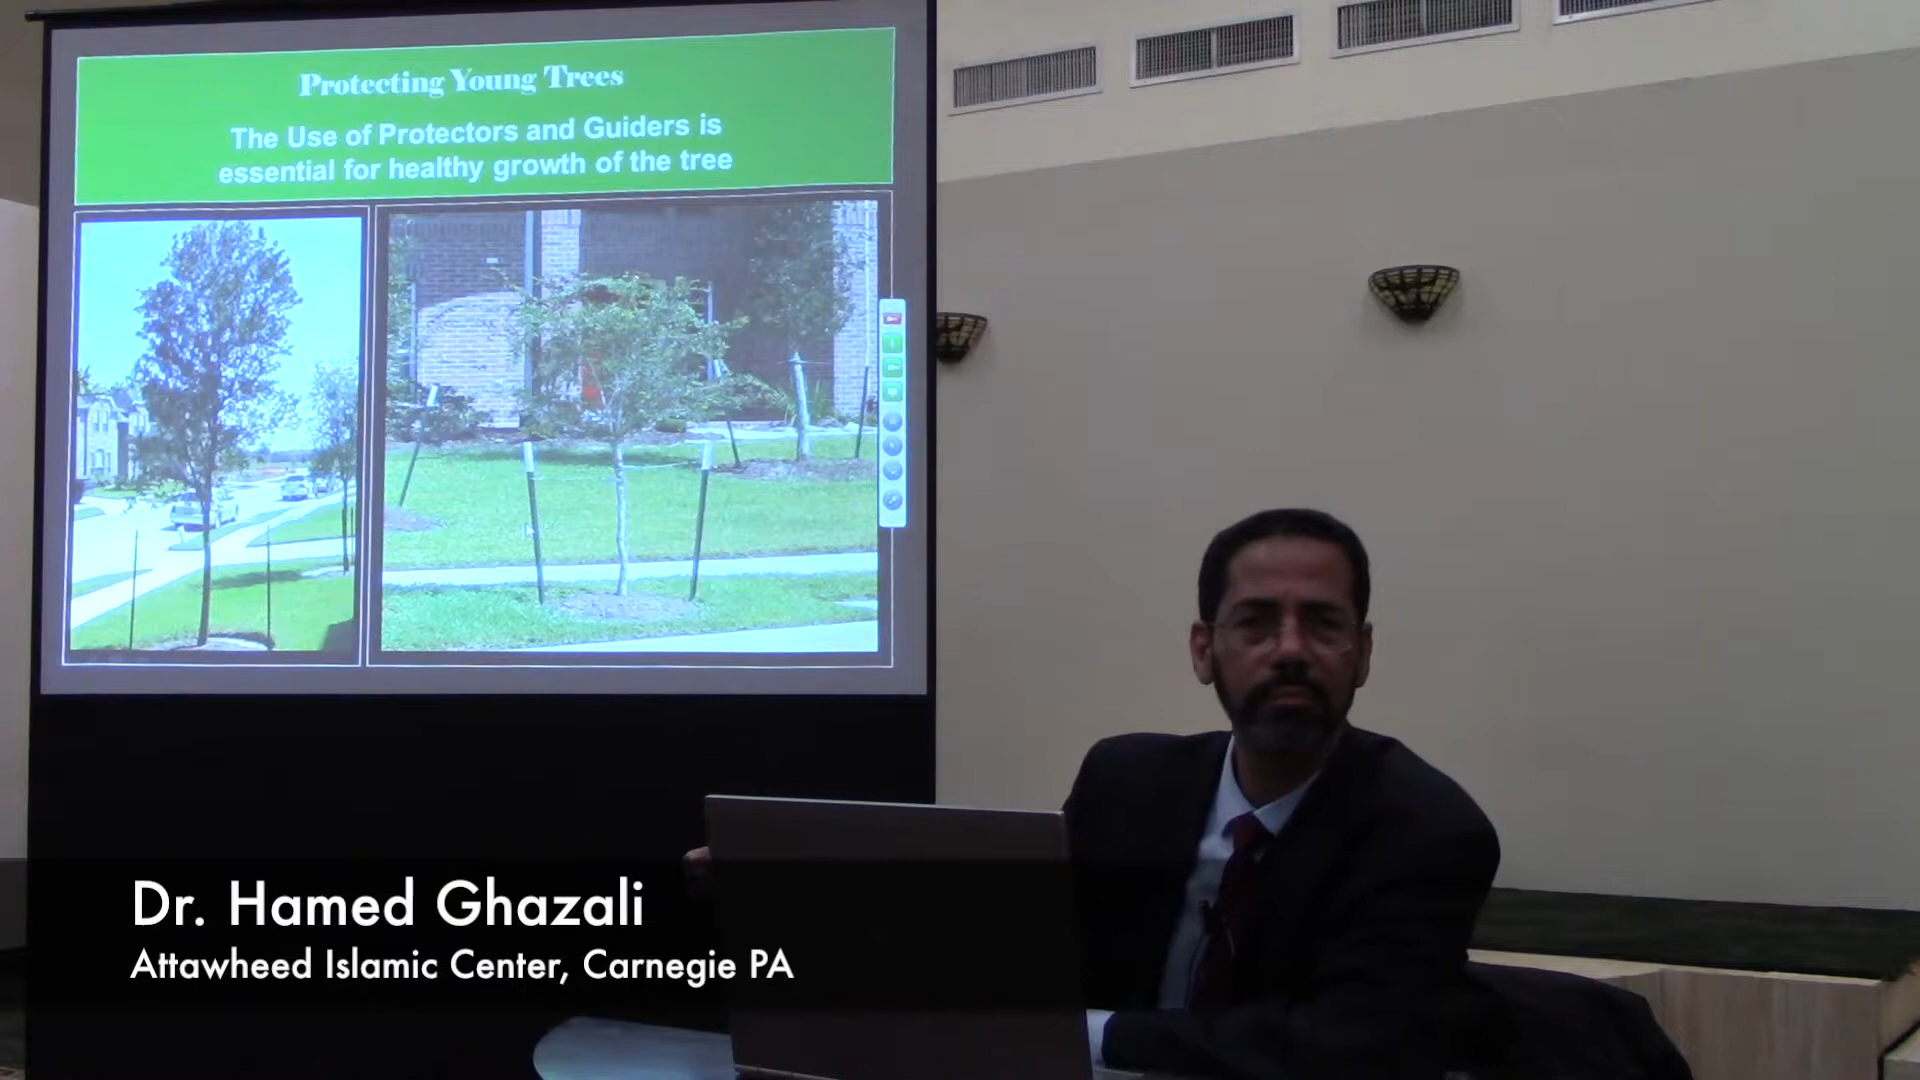 Protecting Young Trees
The Use of Protectors and Guiders is
essential for healthy growth of the tree
Dr. Hamed Ghazali
Attawheed Islamic Center, Carnegie PA